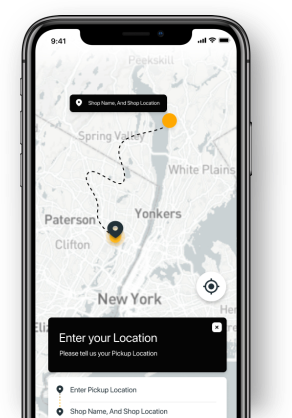 9:41
Peekskill
Shop Name, And Shop Location
Spring Valley
White Plains
Paterson
Yonkers
Clifton
New York
Enter your Location
Please tell us your Pickup Location
Enter Pickup Location
Shop Name, And Shop Location